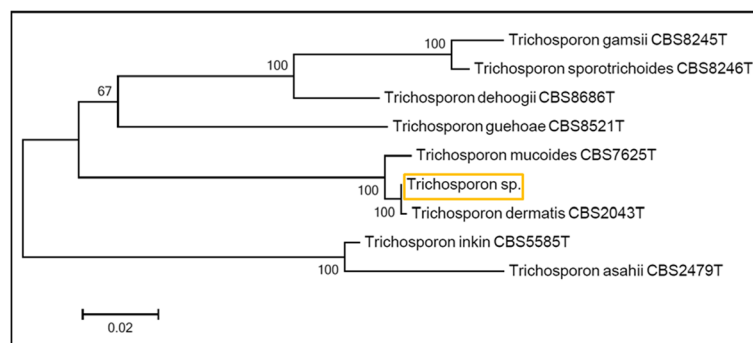 Trichosporon gamsii CBS8245T
100
Trichosporon sporotrichoides CBS8246T
100
Trichosporon dehoogii CBS8686T
67
Trichosporon guehoae CBS8521T
Trichosporon mucoides CBS7625T
100
Trichosporon sp.
100
Trichosporon dermatis CBS2043T
Trichosporon inkin CBS5585T
100
Trichosporon asahii CBS2479T
0.02